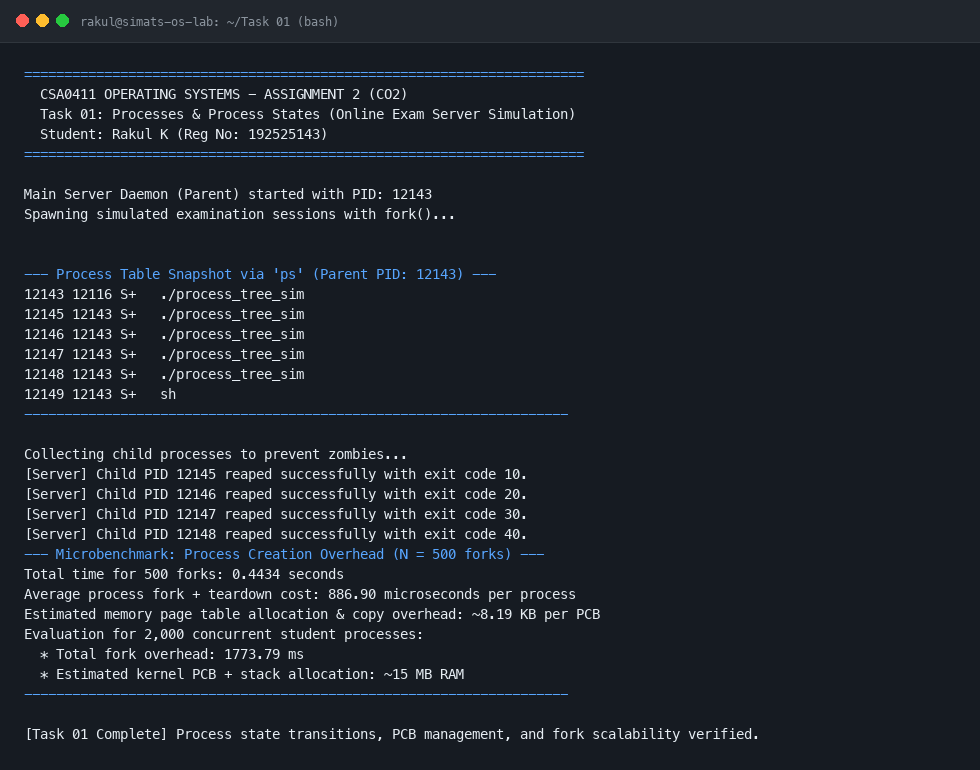 rakul@simats-os-lab: ~/Task 01 (bash)
======================================================================
CSA0411 OPERATING SYSTEMS – ASSIGNMENT 2 (CO2)
Task 01: Processes & Process States (Online Exam Server Simulation)
Student: Rakul K (Reg No: 192525143)
======================================================================
Main Server Daemon (Parent) started with PID: 12143
Spawning simulated examination sessions with fork()...
--- Process Table Snapshot via 'ps' (Parent PID: 12143) ---
12143 12116 S+   ./process_tree_sim
12145 12143 S+   ./process_tree_sim
12146 12143 S+   ./process_tree_sim
12147 12143 S+   ./process_tree_sim
12148 12143 S+   ./process_tree_sim
12149 12143 S+   sh
--------------------------------------------------------------------
Collecting child processes to prevent zombies...
[Server] Child PID 12145 reaped successfully with exit code 10.
[Server] Child PID 12146 reaped successfully with exit code 20.
[Server] Child PID 12147 reaped successfully with exit code 30.
[Server] Child PID 12148 reaped successfully with exit code 40.
--- Microbenchmark: Process Creation Overhead (N = 500 forks) ---
Total time for 500 forks: 0.4434 seconds
Average process fork + teardown cost: 886.90 microseconds per process
Estimated memory page table allocation & copy overhead: ~8.19 KB per PCB
Evaluation for 2,000 concurrent student processes:
* Total fork overhead: 1773.79 ms
* Estimated kernel PCB + stack allocation: ~15 MB RAM
--------------------------------------------------------------------
[Task 01 Complete] Process state transitions, PCB management, and fork scalability verified.